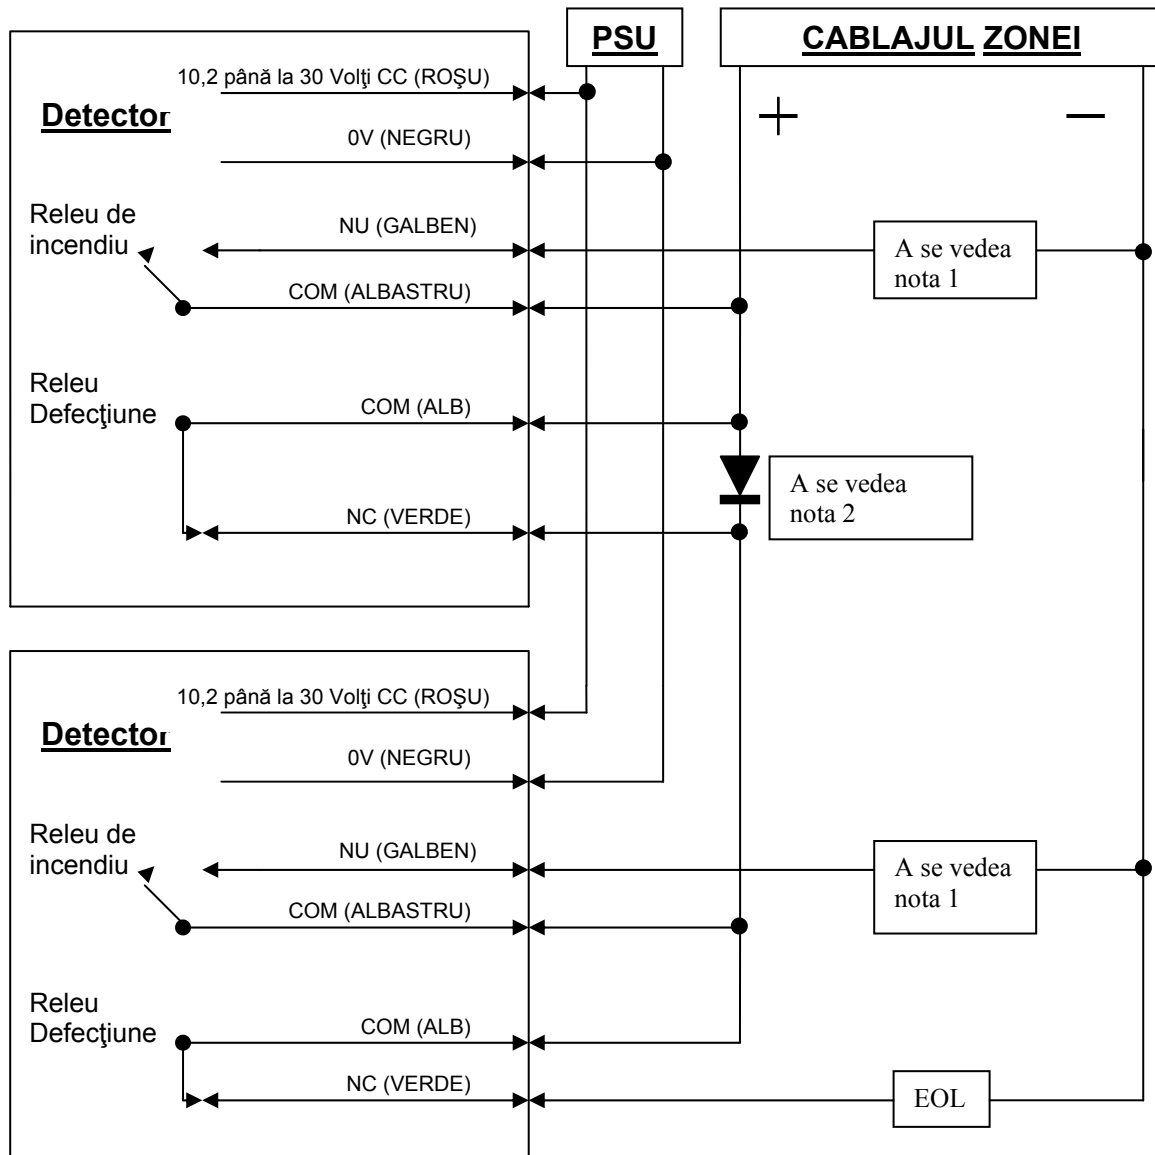 PSU
CABLAJUL ZONEI
10,2 până la 30 Volţi CC (ROŞU)
Detector
0V (NEGRU)
+ —
Releu de
incendiu
NU (GALBEN)
A se vedea
nota 1
COM (ALBASTRU)
Releu
Defecţiune
COM (ALB)
A se vedea
nota 2
NC (VERDE)
10,2 până la 30 Volţi CC (ROŞU)
Detector
0V (NEGRU)
Releu de
incendiu
NU (GALBEN)
A se vedea
nota 1
COM (ALBASTRU)
Releu
Defecţiune
COM (ALB)
NC (VERDE)
EOL